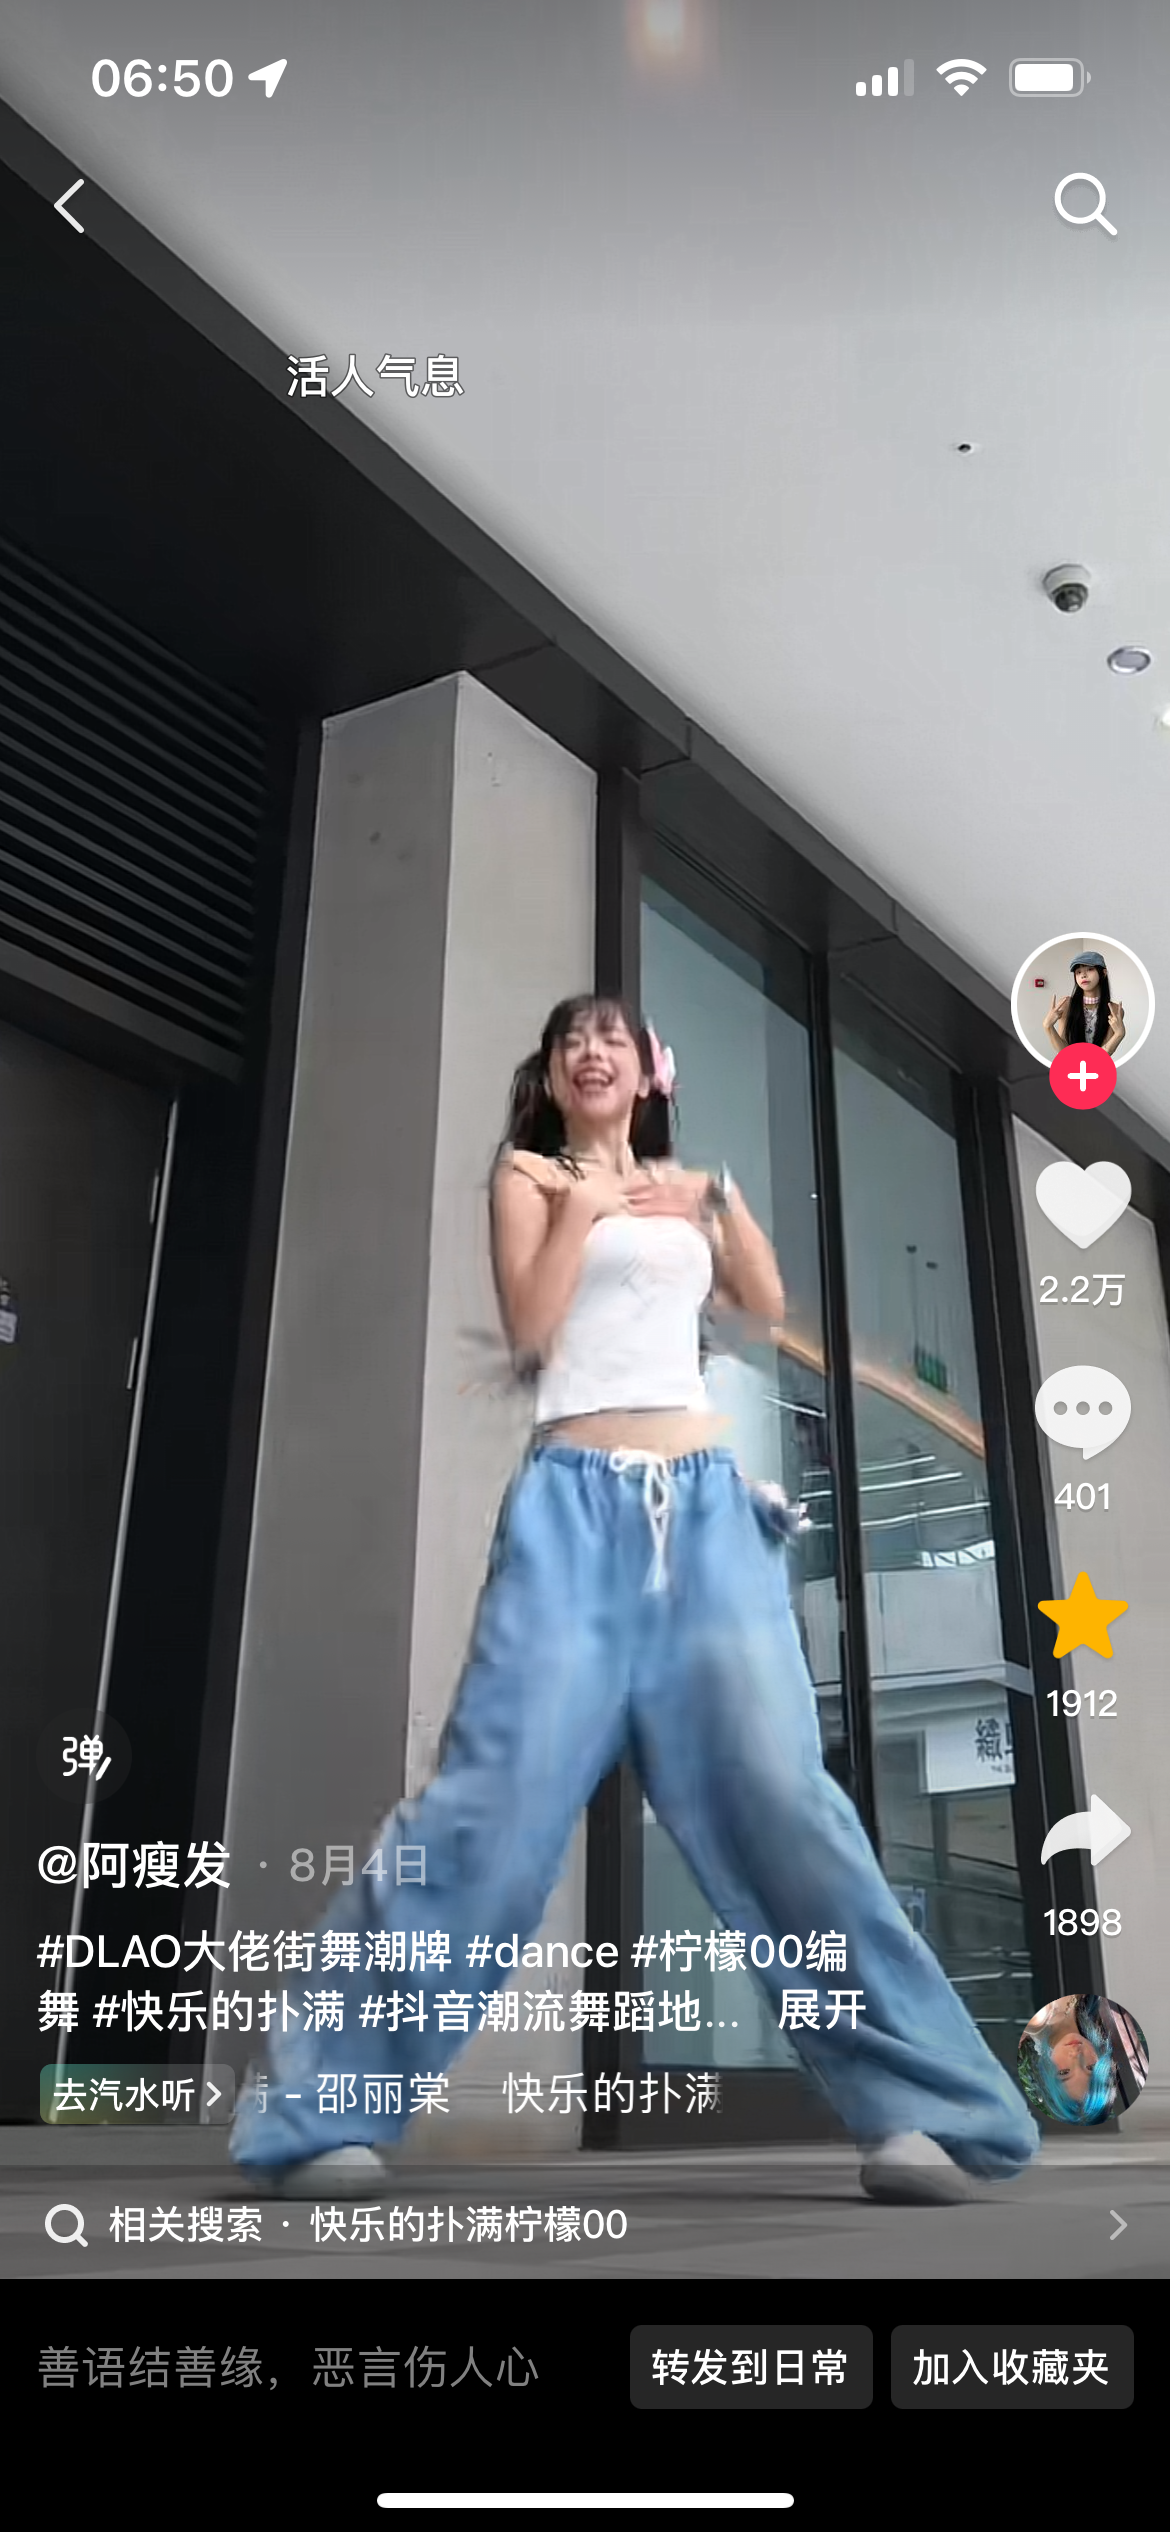 06:50
活人气息
2.2万
401
1912
弹
@阿瘦发 · 8月4日
1898
#DLAO大佬街舞潮牌 #dance #柠檬00编
舞 #快乐的扑满 #抖音潮流舞蹈地... 展开
去汽水听 满 - 邵丽棠 快乐的扑满
相关搜索 · 快乐的扑满柠檬00
善语结善缘，恶言伤人心
转发到日常
加入收藏夹